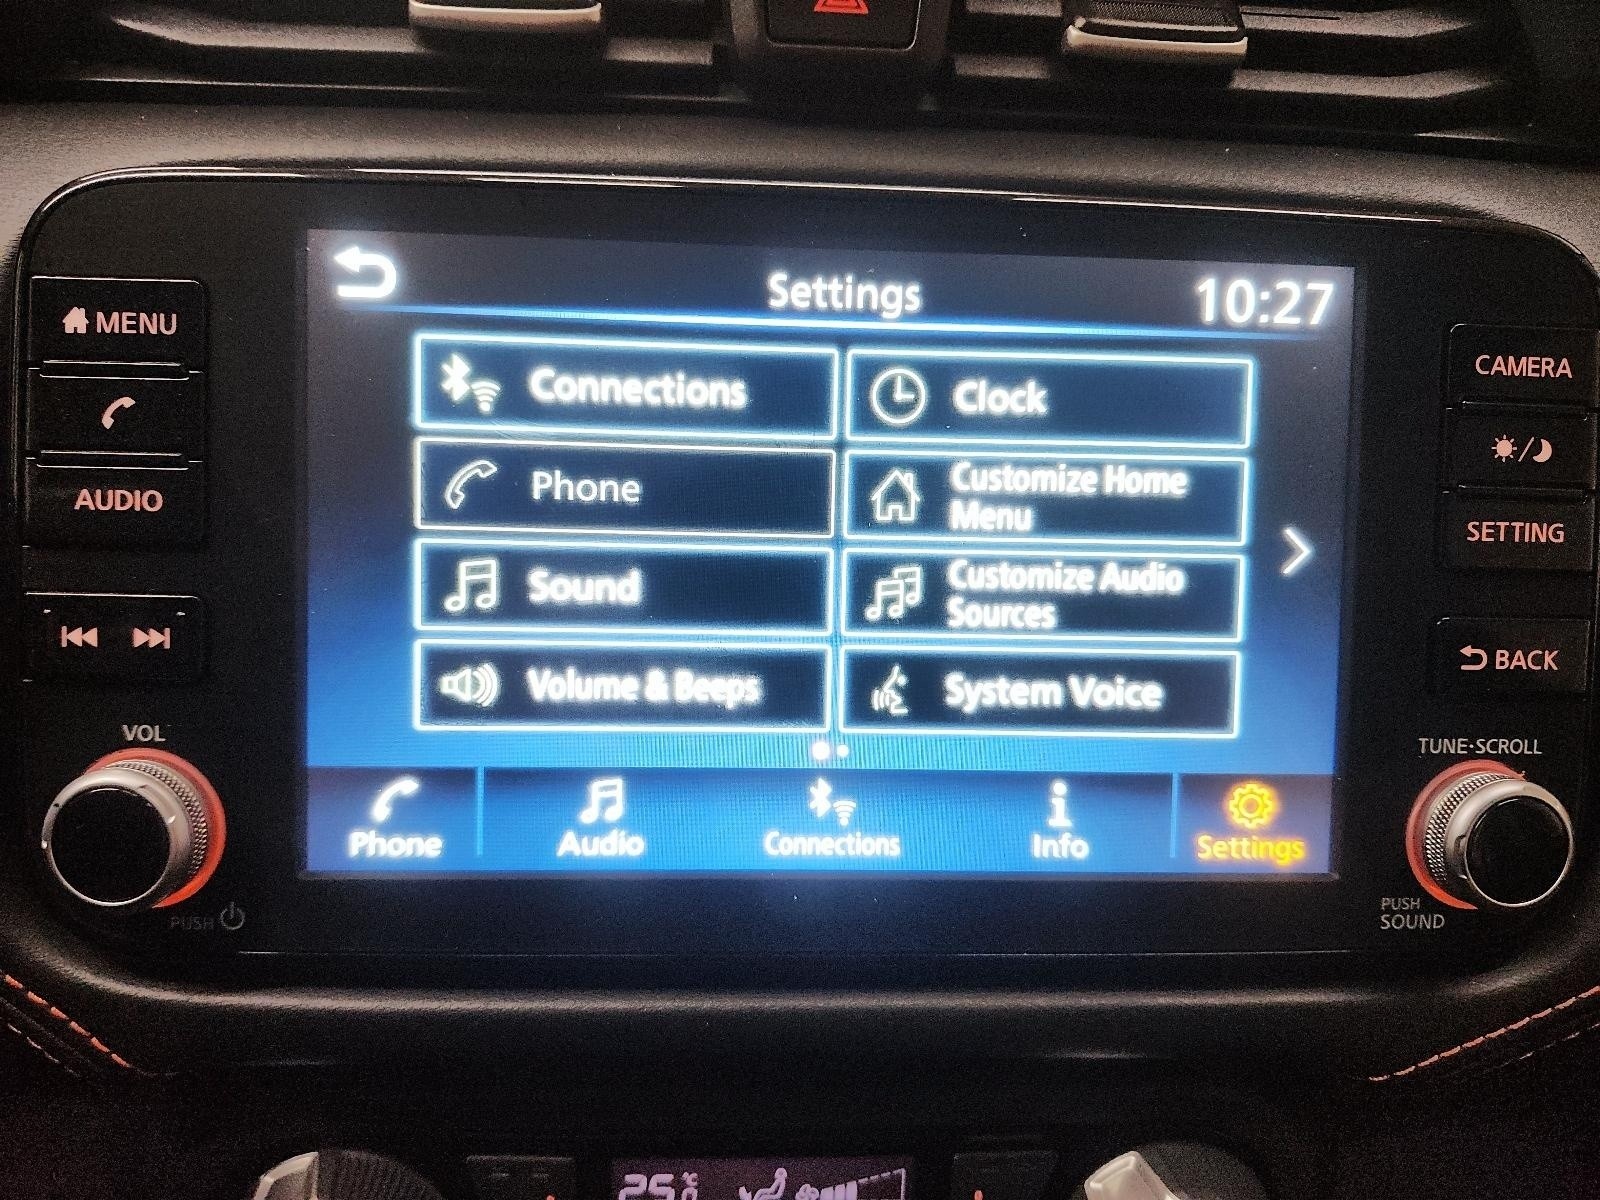 Settings
10:27
MENU
AUDIO
VOL
PUSH
Connections
Clock
Phone
Customize Home
Menu
Sound
Customize Audio
Sources
Volume & Beeps
System Voice
Phone
Audio
Connections
Info
Settings
CAMERA
SETTING
BACK
TUNE·SCROLL
PUSH
SOUND
25